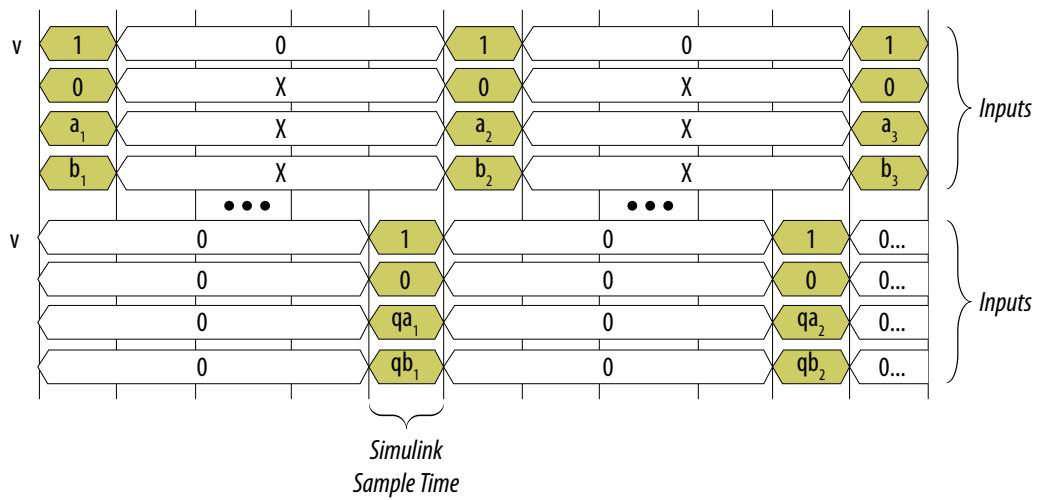 v 1 0 1 0 1
0 X 0 X 0
a1 X a2 X a3
b1 X b2 X b3
Inputs
v 0 1 0 1 0...
0 0 0 0 0...
0 qa1 0 qa2 0...
0 qb1 0 qb2 0...
Inputs
Simulink
Sample Time